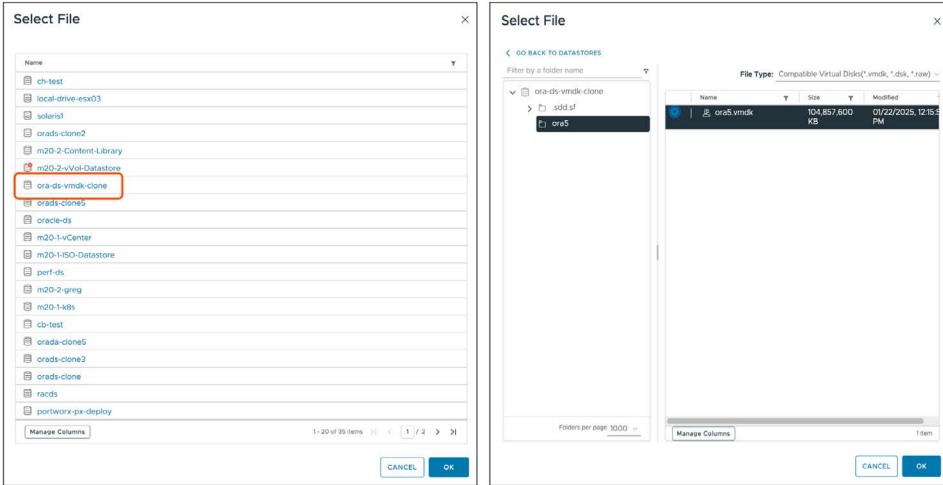 Select File
Name
ch-test
local-drive-esx03
solaris1
orads-clone2
m20-2-Content-Library
m20-2-vVol-Datastore
ora-ds-vmdk-clone
orads-clone5
oracle-ds
m20-1-vCenter
m20-1-ISO-Datastore
perf-ds
m20-2-greg
m20-1-k8s
cb-test
orada-clone5
orads-clone3
orads-clone
racds
portworx-px-deploy
Manage Columns
1 - 20 of 35 items
1 / 2
CANCEL OK
Select File
GO BACK TO DATASTORES
Filter by a folder name
File Type: Compatible Virtual Disks(*.vmdk, *.dsk, *.raw)
ora-ds-vmdk-clone
.sdd.sf
ora5
Name Size Modified
ora5.vmdk 104,857,600 01/22/2025, 12:15:5
KB PM
Folders per page 1000
Manage Columns 1 item
CANCEL OK